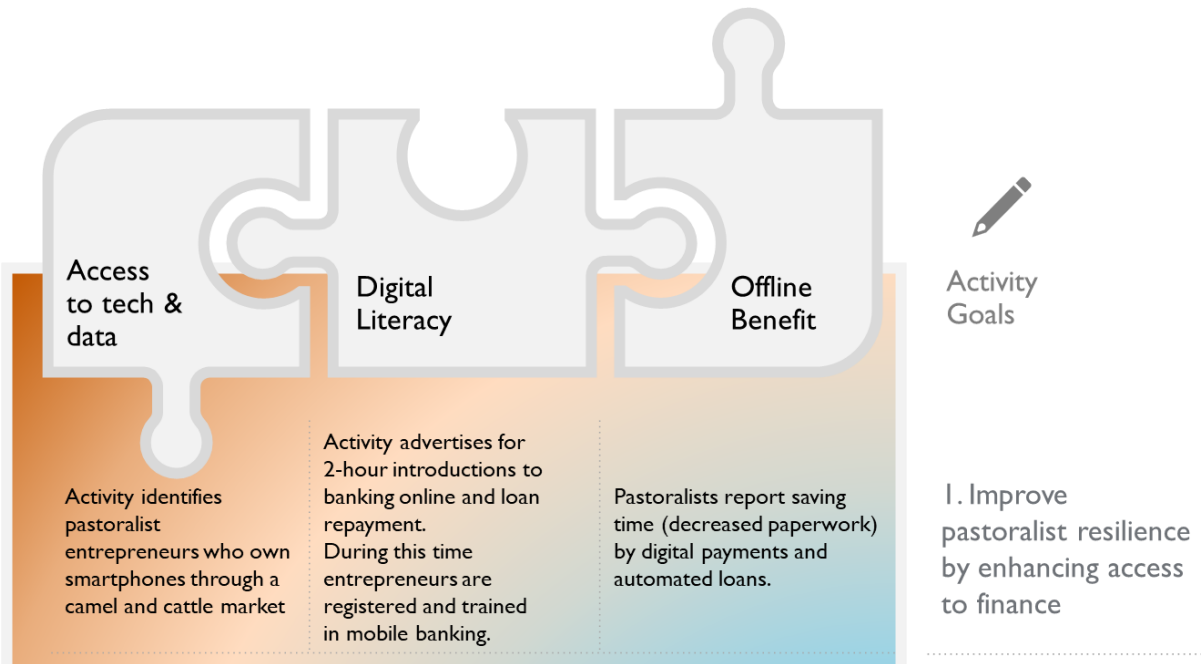 Access
to tech &
data
Digital
Literacy
Offline
Benefit
Activity
Goals
Activity identifies
pastoralist
entrepreneurs who own
smartphones through a
camel and cattle market
Activity advertises for
2-hour introductions to
banking online and loan
repayment.
During this time
entrepreneurs are
registered and trained
in mobile banking.
Pastoralists report saving
time (decreased paperwork)
by digital payments and
automated loans.
1. Improve
pastoralist resilience
by enhancing access
to finance